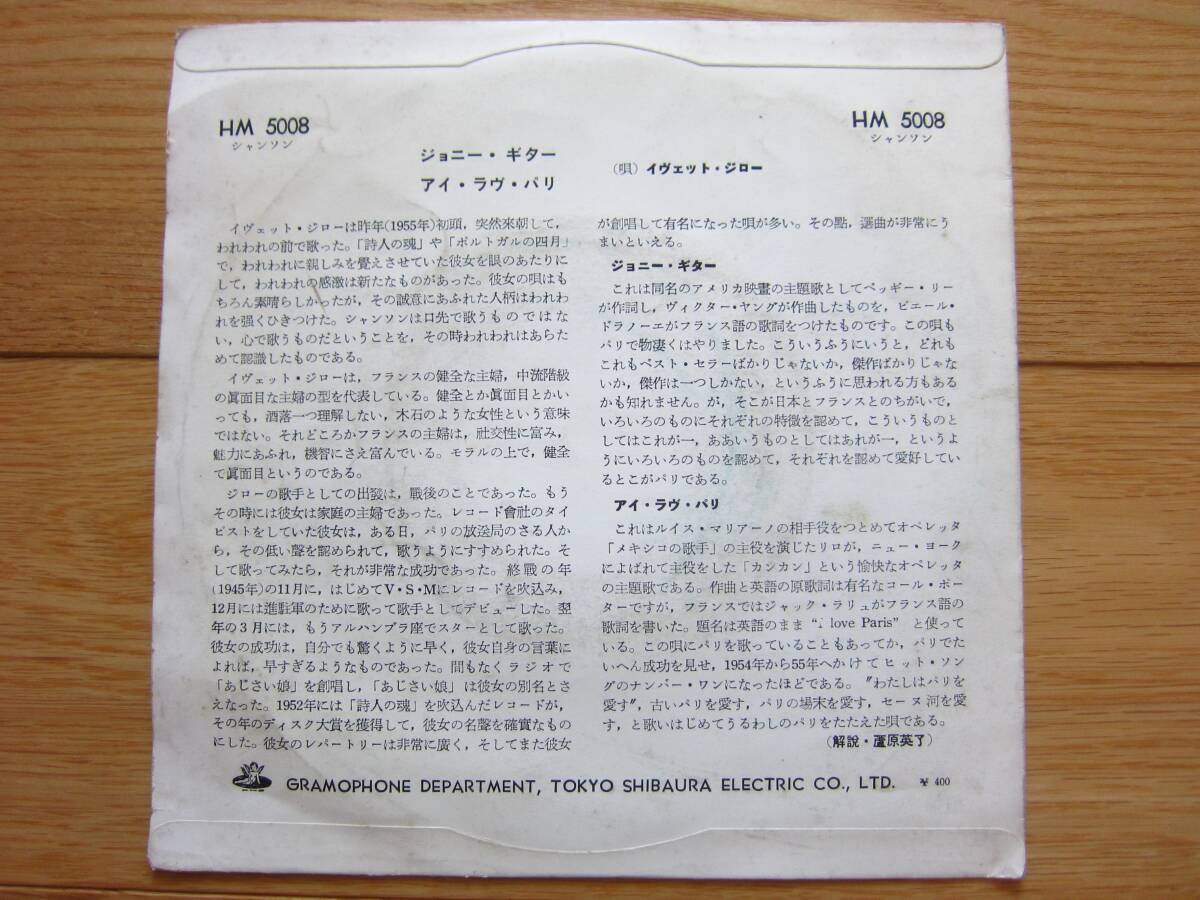 HM 5008
シャンソン
HM 5008
シャンソン
ジョニー・ギター
アイ・ラヴ・パリ
（唄）イヴェット・ジロー
イヴェット・ジローは昨年(1955年)初頭，突然來朝して，
われわれの前で歌った。「詩人の魂」や「ポルトガルの四月」
で，われわれに親しみを覺えさせていた彼女を眼のあたりに
して，われわれの感激は新たなものがあった。彼女の唄はも
ちろん素晴らしかったが，その誠意にあふれた人柄はわれわ
れを强くひきつけた。シャンソンは口先で歌うものではな
い，心で歌うものだということを，その時われわれはあらた
めて認識したものである。
イヴェット・ジローは，フランスの健全な主婦，中流階級
の眞面目な主婦の型を代表している。健全とか眞面目とかい
っても，洒落一つ理解しない，木石のような女性という意味
ではない。それどころかフランスの主婦は，社交性に富み，
魅力にあふれ，機智にさえ富んでいる。モラルの上で，健全
で眞面目というのである。
ジローの歌手としての出發は，戰後のことであった。もう
その時には彼女は家庭の主婦であった。レコード會社のタイ
ピストをしていた彼女は，ある日，パリの放送局のさる人か
ら，その低い聲を認められて，歌うようにすすめられた。そ
して歌ってみたら，それが非常な成功であった。終戰の年
(1945年)の11月に，はじめてV・S・Mにレコードを吹込み，
12月には進駐軍のために歌って歌手としてデビューした。翌
年の3月には，もうアルハンブラ座でスターとして歌った。
彼女の成功は，自分でも驚くように早く，彼女自身の言葉に
よれば，早すぎるようなものであった。間もなくラジオで
「あじさい娘」を創唱し，「あじさい娘」は彼女の別名とさ
えなった。1952年には「詩人の魂」を吹込んだレコードが，
その年のディスク大賞を獲得して，彼女の名聲を確實なもの
にした。彼女のレパートリーは非常に廣く，そしてまた彼女
が創唱して有名になった唄が多い。その點，選曲が非常にう
まいといえる。
ジョニー・ギター
これは同名のアメリカ映畫の主題歌としてペッギー・リー
が作詞し，ヴィクター・ヤングが作曲したものを，ピエール・
ドラノーエがフランス語の歌詞をつけたものです。この唄も
パリで物凄くはやりました。こういうふうにいうと，どれも
これもベスト・セラーばかりじゃないか，傑作ばかりじゃな
いか，傑作は一つしかない，というふうに思われる方もある
かも知れません。が，そこが日本とフランスとのちがいで，
いろいろのものにそれぞれの特徴を認めて，こういうものと
してはこれが一，ああいうものとしてはあれが一，というよ
うにいろいろのものを認めて，それぞれを認めて愛好してい
るとこがパリである。
アイ・ラヴ・パリ
これはルイス・マリアーノの相手役をつとめてオペレッタ
「メキシコの歌手」の主役を演じたリロが，ニュー・ヨーク
によばれて主役をした「カンカン」という愉快なオペレッタ
の主題歌である。作曲と英語の原歌詞は有名なコール・ポー
ターですが，フランスではジャック・ラリュがフランス語の
歌詞を書いた。題名は英語のまま “I love Paris” と使って
いる。この唄にパリを歌っていることもあってか，パリでた
いへん成功を見せ，1954年から55年へかけてヒット・ソン
グのナンバー・ワンになったほどである。〝わたしはパリを
愛す〟，古いパリを愛す，パリの場末を愛す，セーヌ河を愛
す，と歌いはじめてうるわしのパリをたたえた唄である。
（解說・蘆原英了）
GRAMOPHONE DEPARTMENT, TOKYO SHIBAURA ELECTRIC CO., LTD. ¥ 400